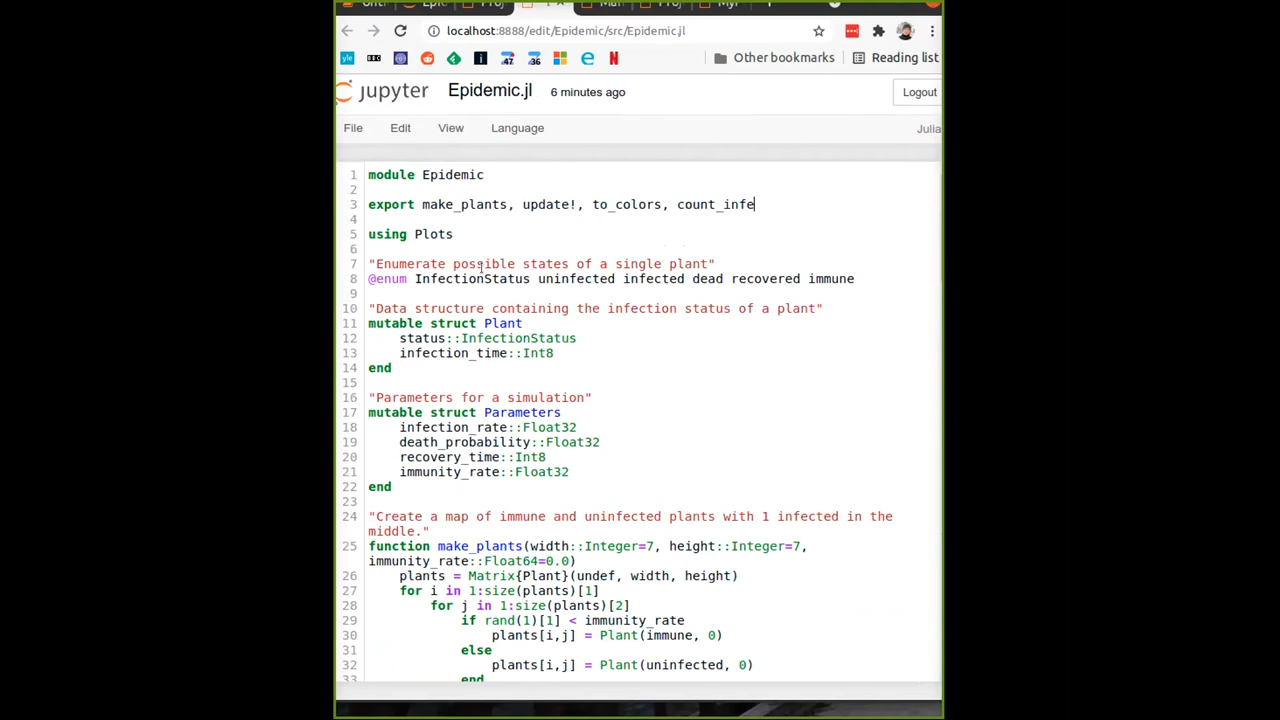 localhost:8888/edit/Epidemic/src/Epidemic.jl
yle BBC 47 36 N Other bookmarks Reading list
jupyter Epidemic.jl 6 minutes ago Logout
File Edit View Language Julia
1 module Epidemic
2
3 export make_plants, update!, to_colors, count_infe
4
5 using Plots
6
7 "Enumerate possible states of a single plant"
8 @enum InfectionStatus uninfected infected dead recovered immune
9
10 "Data structure containing the infection status of a plant"
11 mutable struct Plant
12 status::InfectionStatus
13 infection_time::Int8
14 end
15
16 "Parameters for a simulation"
17 mutable struct Parameters
18 infection_rate::Float32
19 death_probability::Float32
20 recovery_time::Int8
21 immunity_rate::Float32
22 end
23
24 "Create a map of immune and uninfected plants with 1 infected in the
middle."
25 function make_plants(width::Integer=7, height::Integer=7,
immunity_rate::Float64=0.0)
26 plants = Matrix{Plant}(undef, width, height)
27 for i in 1:size(plants)[1]
28 for j in 1:size(plants)[2]
29 if rand(1)[1] < immunity_rate
30 plants[i,j] = Plant(immune, 0)
31 else
32 plants[i,j] = Plant(uninfected, 0)
33 end